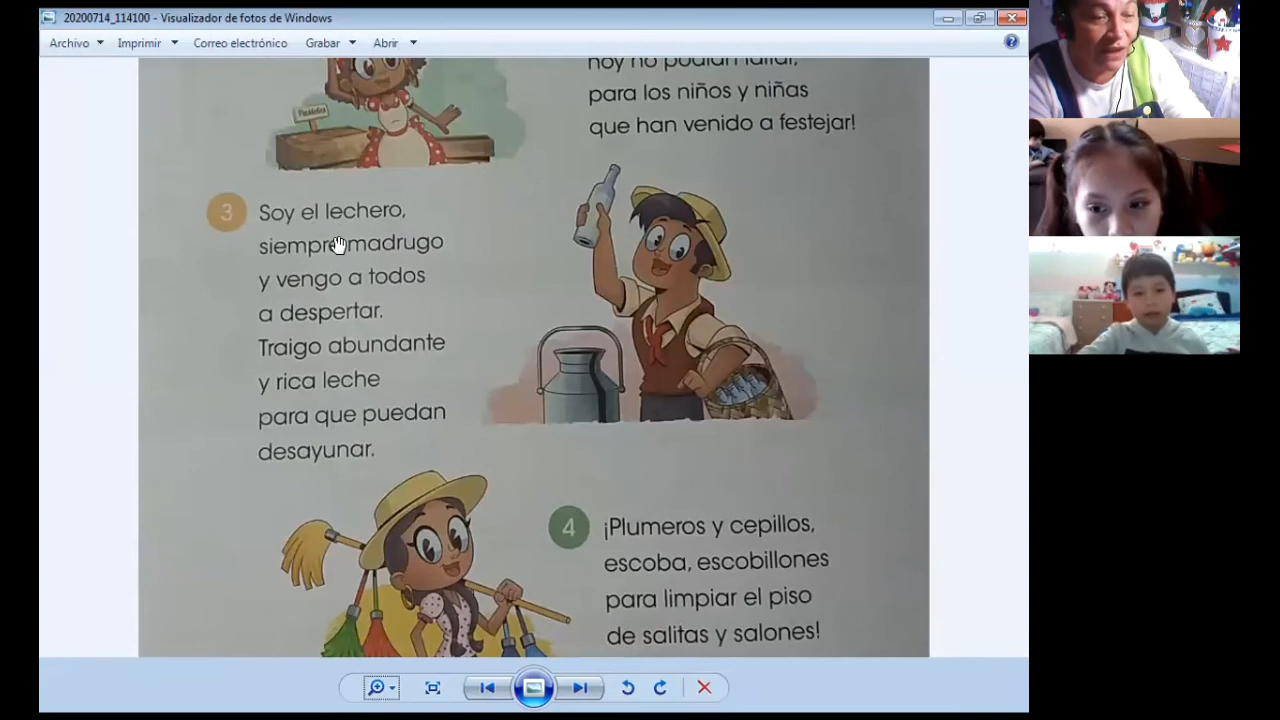 20200714_114100 - Visualizador de fotos de Windows
Archivo Imprimir Correo electrónico Grabar Abrir
para los niños y niñas
que han venido a festejar!
3
Soy el lechero,
siempre madrugo
y vengo a todos
a despertar.
Traigo abundante
y rica leche
para que puedan
desayunar.
4
¡Plumeros y cepillos,
escoba, escobillones
para limpiar el piso
de salitas y salones!